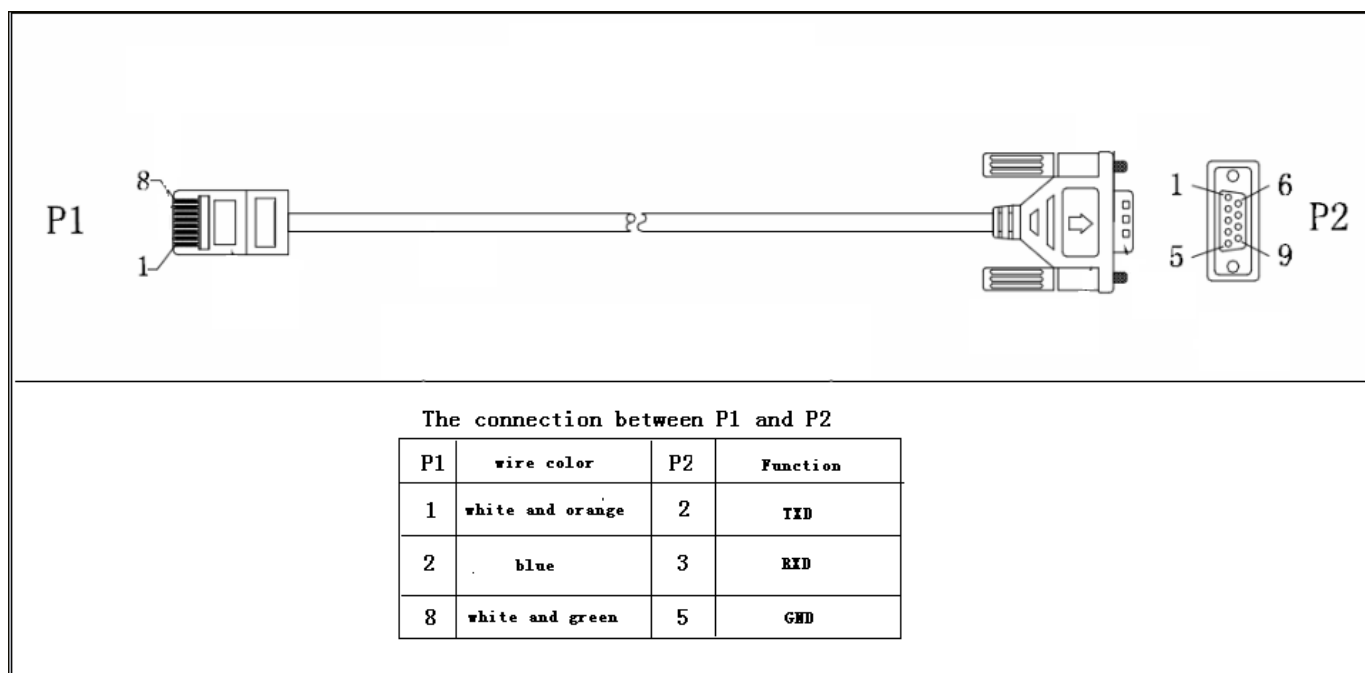 8
1
P1
1
6
5
9
P2
The connection between P1 and P2
P1 wire color P2 Function
1 white and orange 2 TXD
2 blue 3 RXD
8 white and green 5 GND